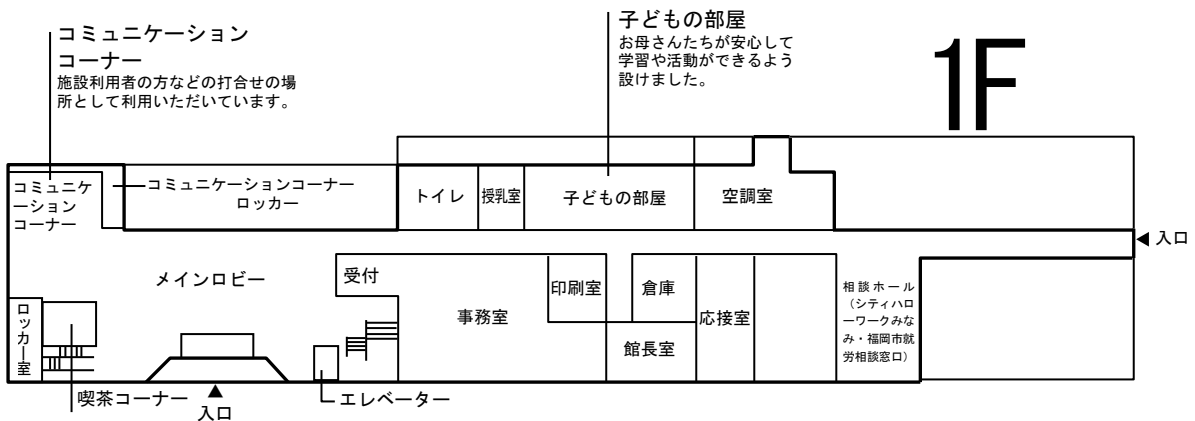 コミュニケーション
コーナー
施設利用者の方などの打合せの場
所として利用いただいています。
子どもの部屋
お母さんたちが安心して
学習や活動ができるよう
設けました。
1F
コミュニケ
ーション
コーナー
コミュニケーションコーナー
ロッカー
トイレ
授乳室
子どもの部屋
空調室
入口
メインロビー
受付
事務室
印刷室
倉庫
館長室
応接室
相談ホール
（シティハロ
ーワークみな
み・福岡市就
労相談窓口）
ロッカー室
喫茶コーナー
入口
エレベーター